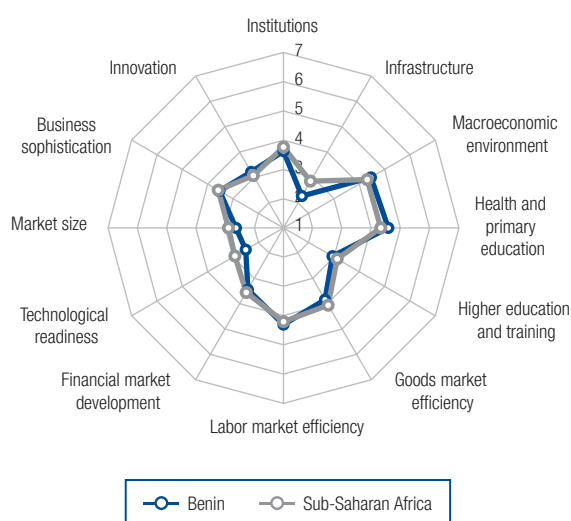 Institutions
7
6
5
4
3
1
Infrastructure
Macroeconomic
environment
Health and
primary
education
Higher education
and training
Goods market
efficiency
Labor market efficiency
Financial market
development
Technological
readiness
Market size
Business
sophistication
Innovation
Benin
Sub-Saharan Africa